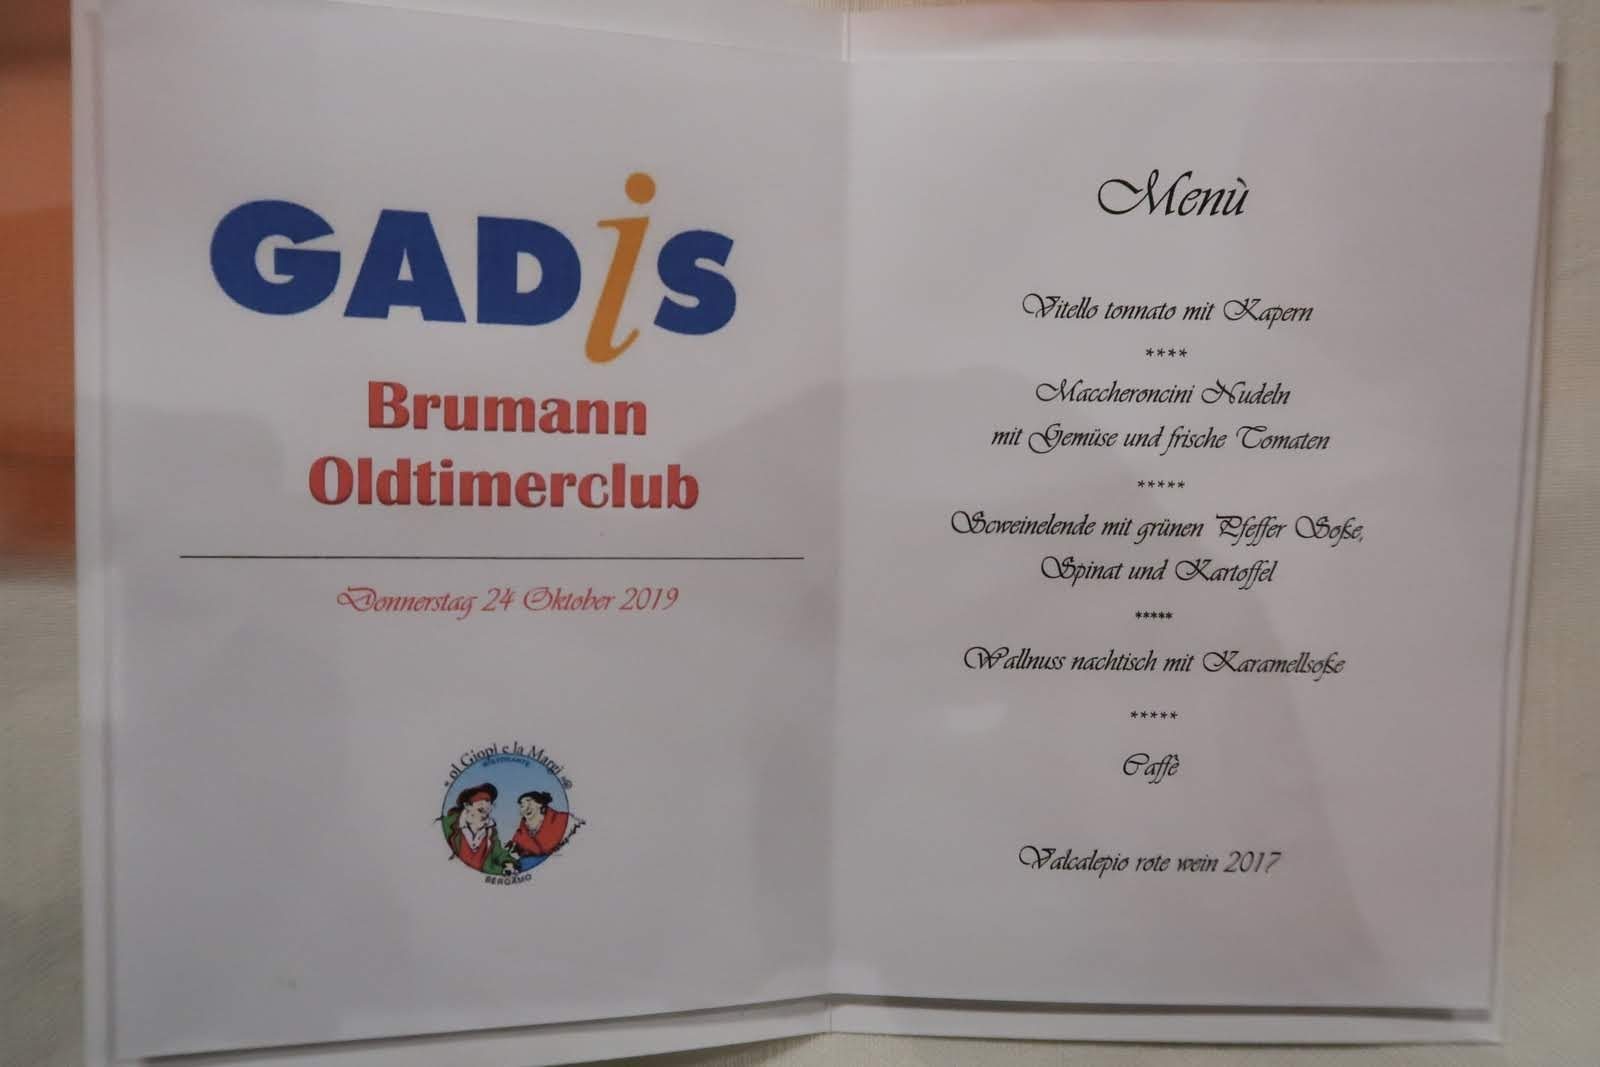 GADiS
Brumann
Oldtimerclub
Donnerstag 24 Oktober 2019
"ol Giopì e la Margì"®
RISTORANTE
BERGAMO
Menù
Vitello tonnato mit Kapern
****
Maccheroncini Nudeln
mit Gemüse und frische Tomaten
*****
Scweinelende mit grünen Pfeffer Soße,
Spinat und Kartoffel
*****
Wallnuss nachtisch mit Karamellsoße
*****
Caffè
Valcalepio rote wein 2017